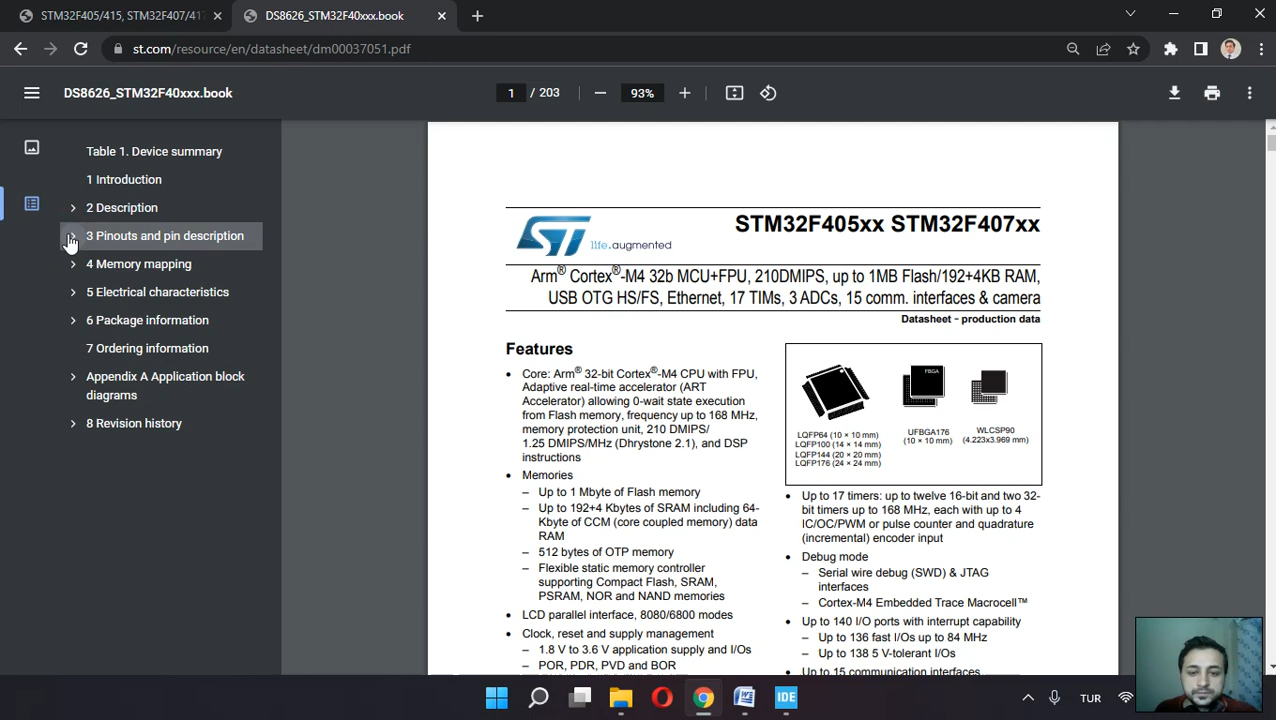 STM32F405/415, STM32F407/417
DS8626_STM32F40xxx.book
st.com/resource/en/datasheet/dm00037051.pdf
DS8626_STM32F40xxx.book
1 / 203
93%
Table 1. Device summary
1 Introduction
2 Description
3 Pinouts and pin description
4 Memory mapping
5 Electrical characteristics
6 Package information
7 Ordering information
Appendix A Application block
diagrams
8 Revision history
life.augmented
STM32F405xx STM32F407xx
Arm® Cortex®-M4 32b MCU+FPU, 210DMIPS, up to 1MB Flash/192+4KB RAM,
USB OTG HS/FS, Ethernet, 17 TIMs, 3 ADCs, 15 comm. interfaces & camera
Datasheet - production data
Features
• Core: Arm® 32-bit Cortex®-M4 CPU with FPU,
Adaptive real-time accelerator (ART
Accelerator) allowing 0-wait state execution
from Flash memory, frequency up to 168 MHz,
memory protection unit, 210 DMIPS/
1.25 DMIPS/MHz (Dhrystone 2.1), and DSP
instructions
• Memories
– Up to 1 Mbyte of Flash memory
– Up to 192+4 Kbytes of SRAM including 64-
Kbyte of CCM (core coupled memory) data
RAM
– 512 bytes of OTP memory
– Flexible static memory controller
supporting Compact Flash, SRAM,
PSRAM, NOR and NAND memories
• LCD parallel interface, 8080/6800 modes
• Clock, reset and supply management
– 1.8 V to 3.6 V application supply and I/Os
– POR, PDR, PVD and BOR
FBGA
LQFP64 (10 × 10 mm)
LQFP100 (14 × 14 mm)
LQFP144 (20 × 20 mm)
LQFP176 (24 × 24 mm)
UFBGA176
(10 × 10 mm)
WLCSP90
(4.223x3.969 mm)
• Up to 17 timers: up to twelve 16-bit and two 32-
bit timers up to 168 MHz, each with up to 4
IC/OC/PWM or pulse counter and quadrature
(incremental) encoder input
• Debug mode
– Serial wire debug (SWD) & JTAG
interfaces
– Cortex-M4 Embedded Trace Macrocell™
• Up to 140 I/O ports with interrupt capability
– Up to 136 fast I/Os up to 84 MHz
– Up to 138 5 V-tolerant I/Os
• Up to 15 communication interfaces
IDE
TUR